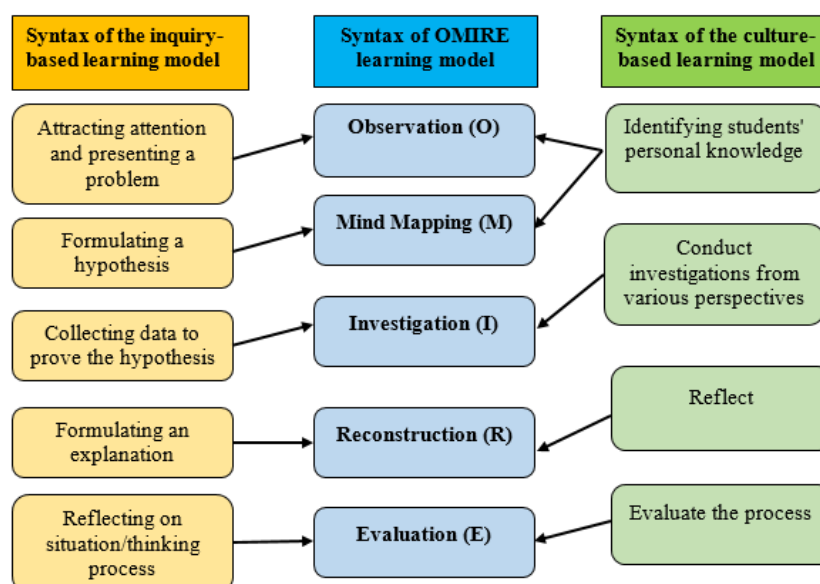 Syntax of the inquiry-
based learning model
Syntax of OMIRE
learning model
Syntax of the culture-
based learning model
Attracting attention
and presenting a
problem
Observation (O)
Identifying students'
personal knowledge
Formulating a
hypothesis
Mind Mapping (M)
Conduct
investigations from
various perspectives
Collecting data to
prove the hypothesis
Investigation (I)
Formulating an
explanation
Reconstruction (R)
Reflect
Reflecting on
situation/thinking
process
Evaluation (E)
Evaluate the process